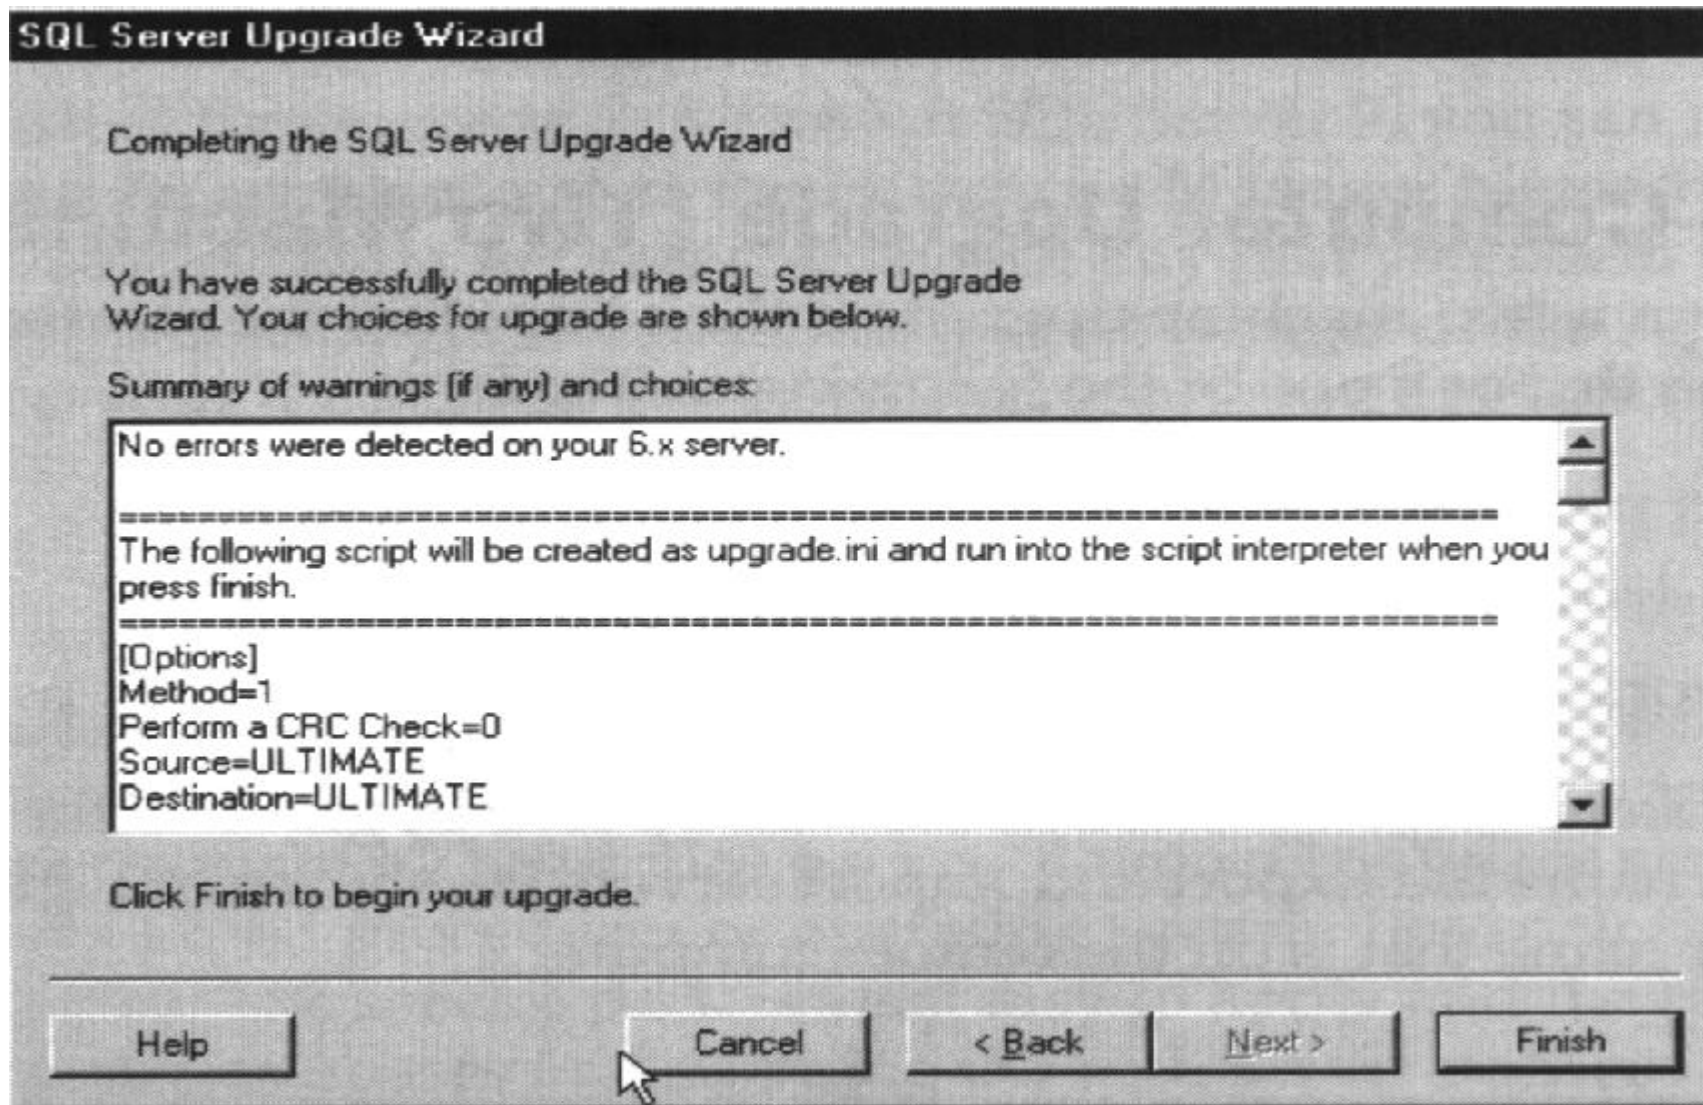 SQL Server Upgrade Wizard
Completing the SQL Server Upgrade Wizard
You have successfully completed the SQL Server Upgrade
Wizard. Your choices for upgrade are shown below.
Summary of warnings (if any) and choices:
No errors were detected on your 6.x server.
======================================================================
The following script will be created as upgrade.ini and run into the script interpreter when you
press finish.
======================================================================
[Options]
Method=1
Perform a CRC Check=0
Source=ULTIMATE
Destination=ULTIMATE
Click Finish to begin your upgrade.
Help
Cancel
< Back
Next >
Finish